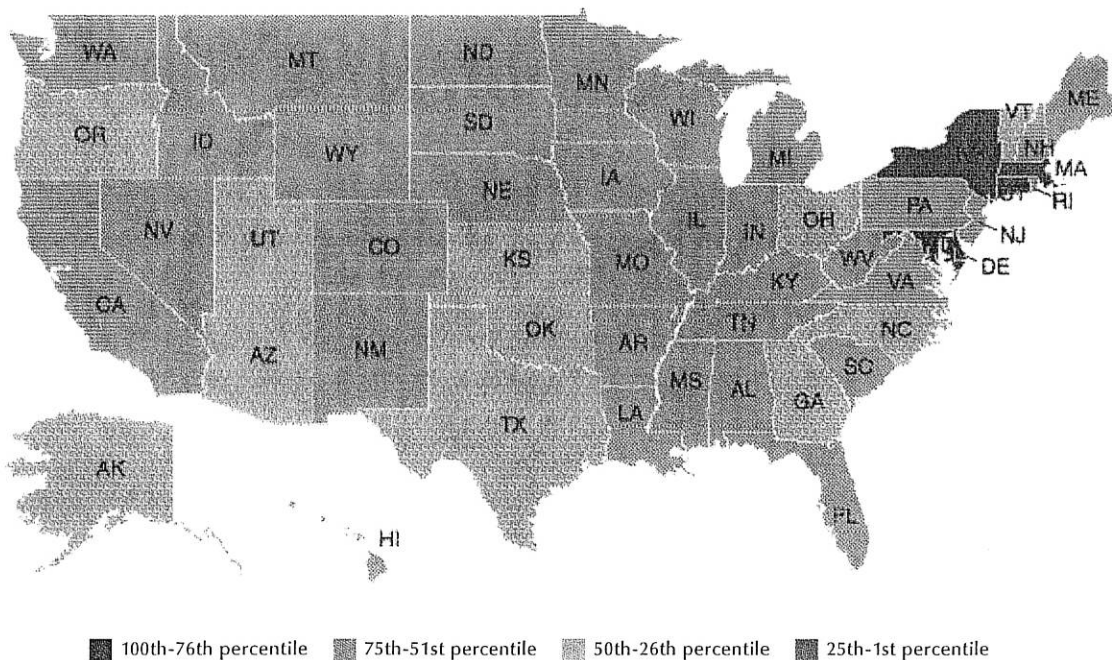 WA
MT
ND
MN
ME
VT
OR
ID
SD
WI
NH
WY
MI
MA
RI
IA
NE
PA
NV
OH
NJ
UT
IL
IN
CO
KS
MO
WV
DE
KY
VA
CA
TN
NC
OK
AZ
NM
AR
SC
MS
AL
GA
LA
TX
AK
FL
HI
100th-76th percentile 75th-51st percentile 50th-26th percentile 25th-1st percentile